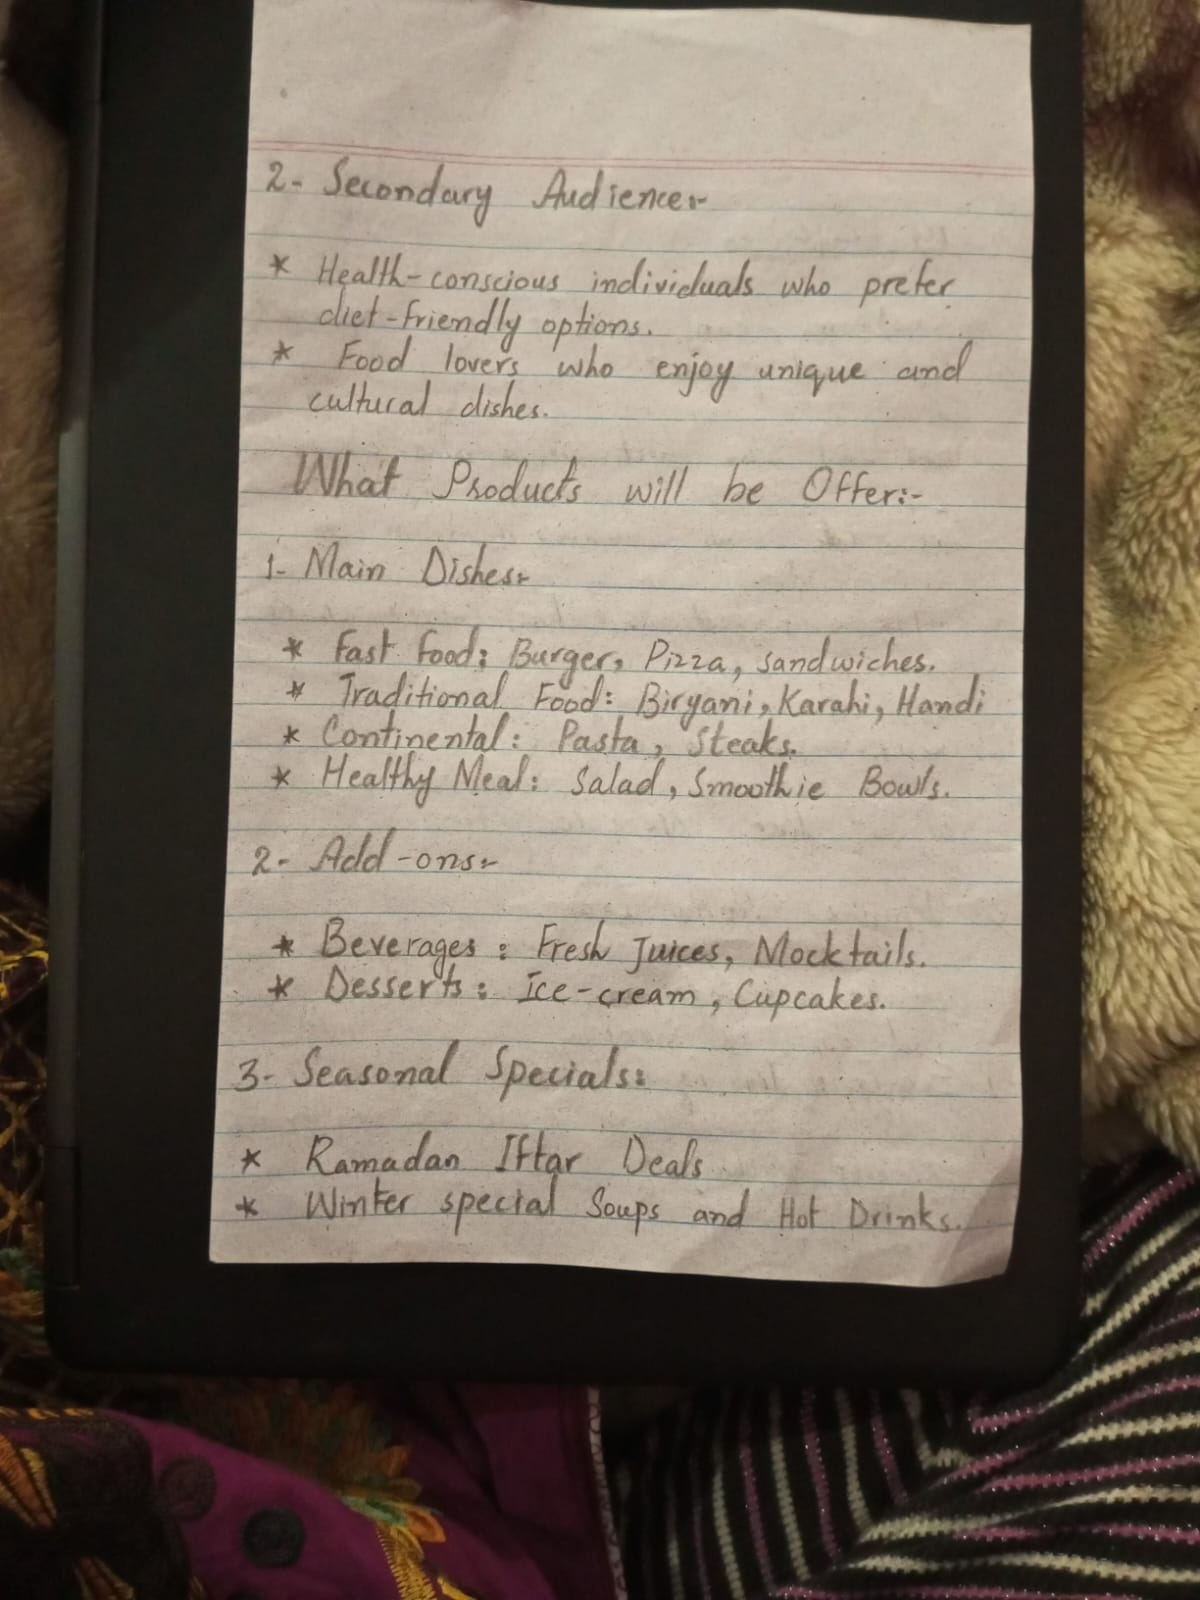 2- Secondary Audience:-
* Health-conscious individuals who prefer
diet-friendly options.
* Food lovers who enjoy unique and
cultural dishes.
What Products will be Offer:-
1- Main Dishes:-
* Fast food: Burger, Pizza, sandwiches.
* Traditional Food: Biryani, Karahi, Handi
* Continental: Pasta, Steaks.
* Healthy Meal: Salad, Smoothie Bowls.
2- Add-ons:-
* Beverages: Fresh Juices, Mocktails.
* Desserts: Ice-cream, Cupcakes.
3- Seasonal Specials:
* Ramadan Iftar Deals
* Winter special Soups and Hot Drinks.